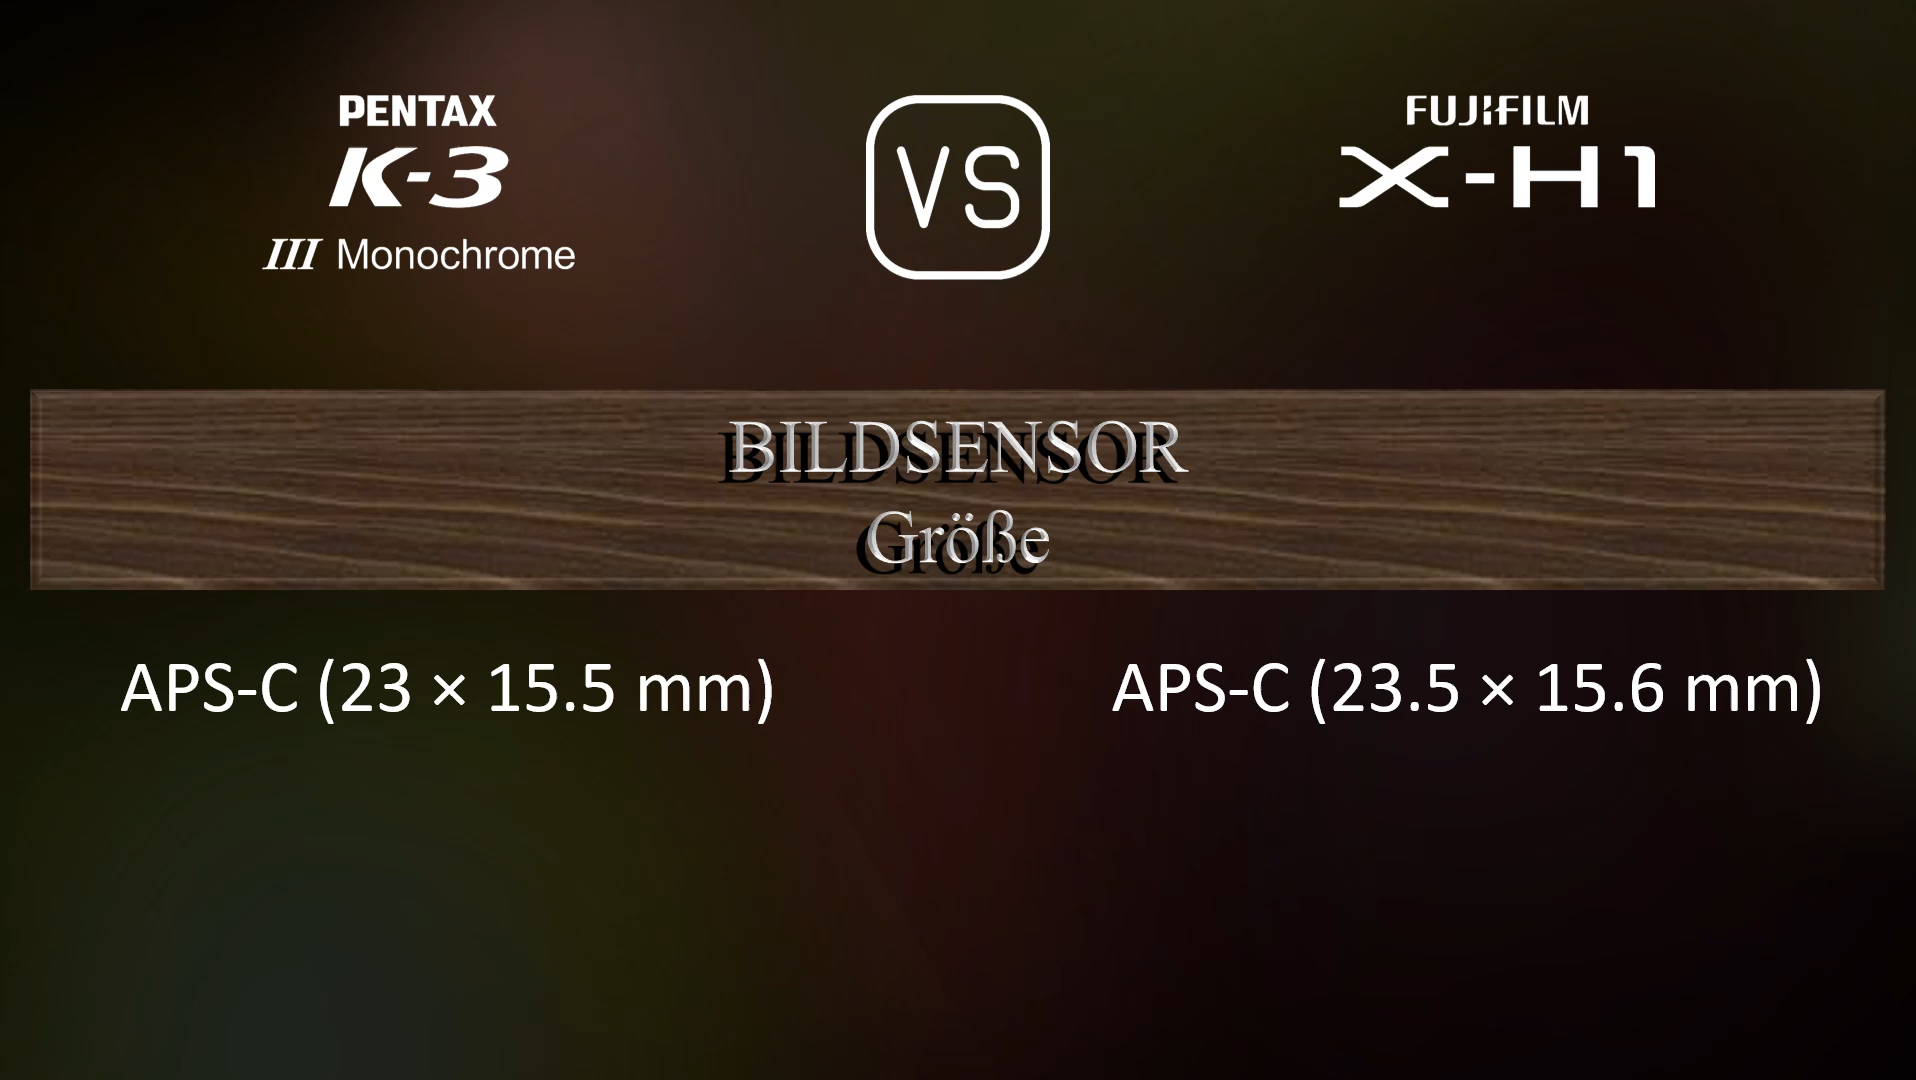 PENTAX
K-3
III Monochrome
VS
FUJIFILM
X-H1
BILDSENSOR
Größe
APS-C (23 × 15.5 mm)
APS-C (23.5 × 15.6 mm)